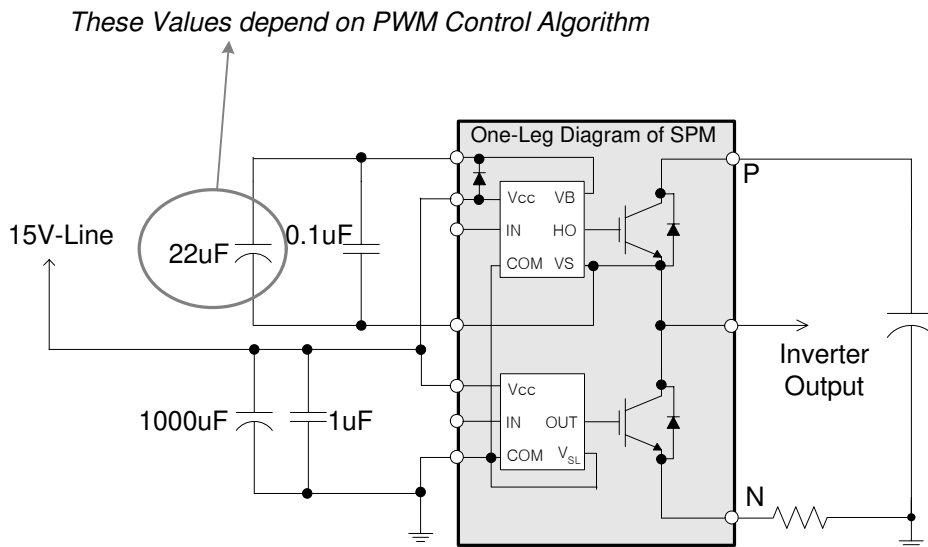 These Values depend on PWM Control Algorithm
One-Leg Diagram of SPM
P
Vcc VB
15V-Line
22uF
0.1uF
IN HO
COM VS
Inverter
Output
Vcc
1000uF
1uF
IN OUT
COM VSL
N